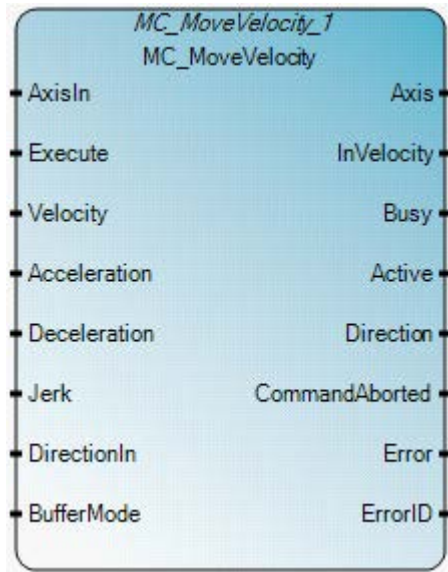 MC_MoveVelocity_1
MC_MoveVelocity
AxisIn Axis
Execute InVelocity
Velocity Busy
Acceleration Active
Deceleration Direction
Jerk CommandAborted
DirectionIn Error
BufferMode ErrorID